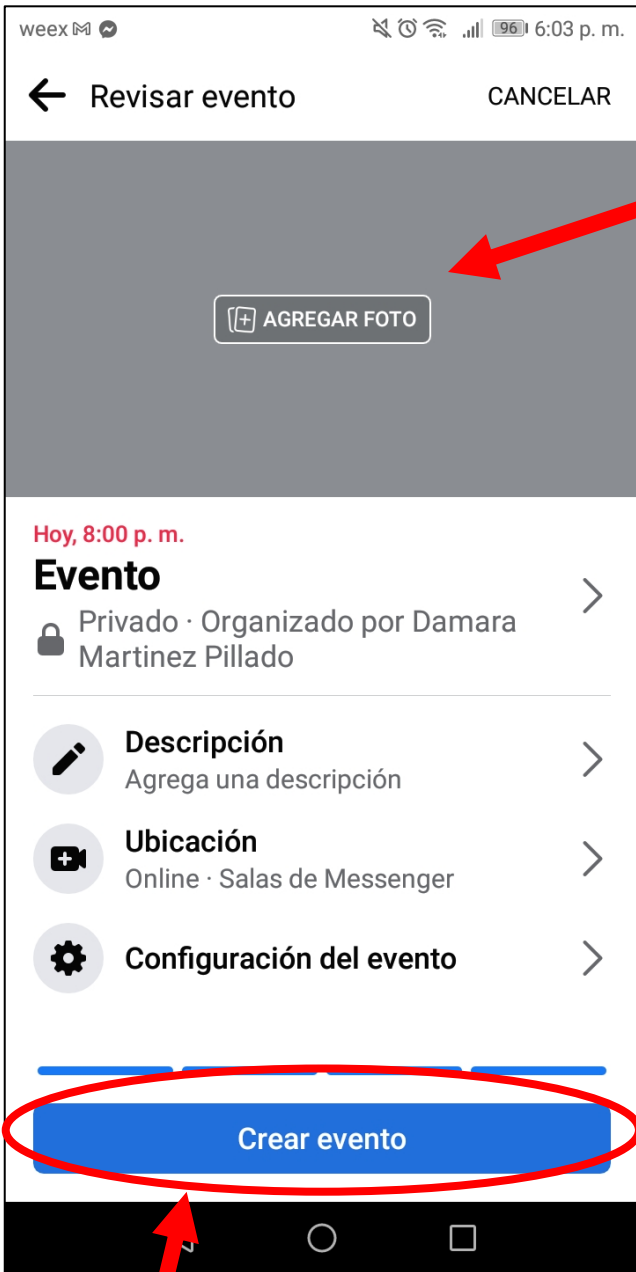 weex 96 6:03 p. m.
Revisar evento CANCELAR
AGREGAR FOTO
Hoy, 8:00 p. m.
Evento
Privado · Organizado por Damara
Martinez Pillado
Descripción
Agrega una descripción
Ubicación
Online · Salas de Messenger
Configuración del evento
Crear evento